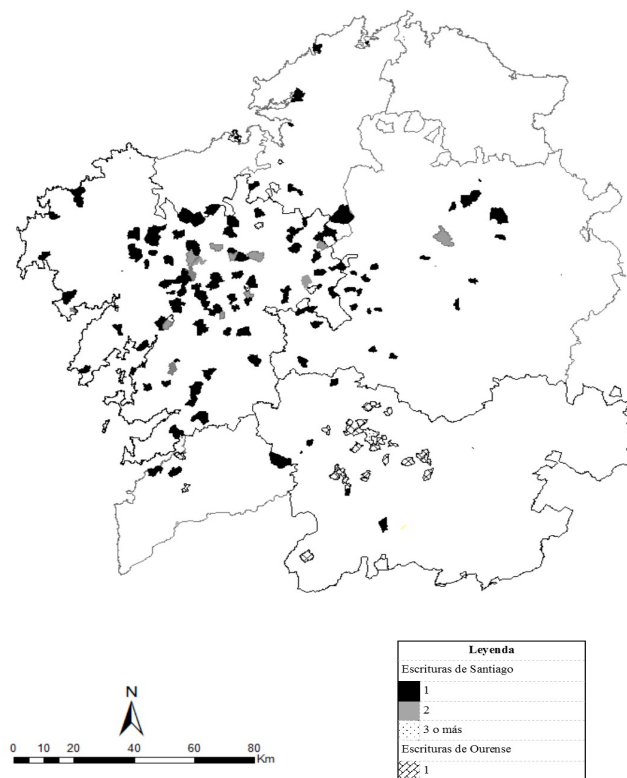 Leyenda
Escrituras de Santiago
1
2
3 o más
Escrituras de Ourense
1
N
0 10 20 40 60 80
Km